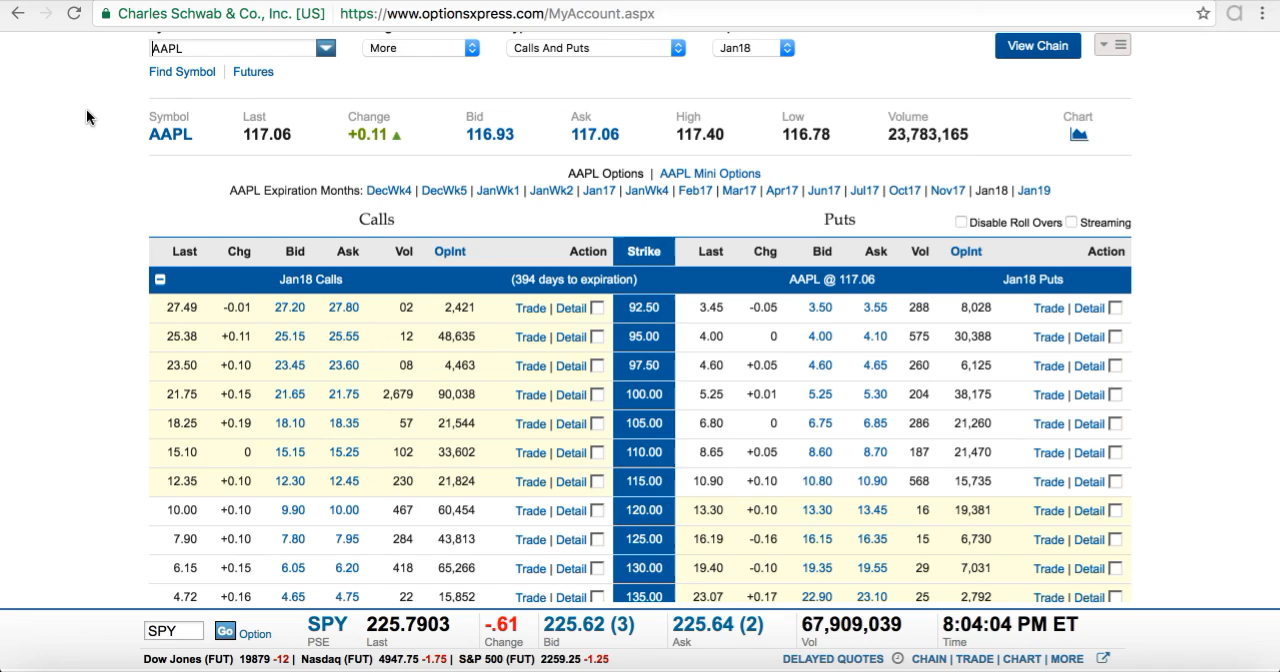 Charles Schwab & Co., Inc. [US] https://www.optionsxpress.com/MyAccount.aspx
AAPL More Calls And Puts Jan18 View Chain
Find Symbol | Futures
Symbol Last Change Bid Ask High Low Volume Chart
AAPL 117.06 +0.11 ▲ 116.93 117.06 117.40 116.78 23,783,165
AAPL Options | AAPL Mini Options
AAPL Expiration Months: DecWk4 | DecWk5 | JanWk1 | JanWk2 | Jan17 | JanWk4 | Feb17 | Mar17 | Apr17 | Jun17 | Jul17 | Oct17 | Nov17 | Jan18 | Jan19
Calls Puts Disable Roll Overs Streaming
Last Chg Bid Ask Vol OpInt Action Strike Last Chg Bid Ask Vol OpInt Action
Jan18 Calls (394 days to expiration) AAPL @ 117.06 Jan18 Puts
27.49 -0.01 27.20 27.80 02 2,421 Trade | Detail 92.50 3.45 -0.05 3.50 3.55 288 8,028 Trade | Detail
25.38 +0.11 25.15 25.55 12 48,635 Trade | Detail 95.00 4.00 0 4.00 4.10 575 30,388 Trade | Detail
23.50 +0.10 23.45 23.60 08 4,463 Trade | Detail 97.50 4.60 +0.05 4.60 4.65 260 6,125 Trade | Detail
21.75 +0.15 21.65 21.75 2,679 90,038 Trade | Detail 100.00 5.25 +0.01 5.25 5.30 204 38,175 Trade | Detail
18.25 +0.19 18.10 18.35 57 21,544 Trade | Detail 105.00 6.80 0 6.75 6.85 286 21,260 Trade | Detail
15.10 0 15.15 15.25 102 33,602 Trade | Detail 110.00 8.65 +0.05 8.60 8.70 187 21,470 Trade | Detail
12.35 +0.10 12.30 12.45 230 21,824 Trade | Detail 115.00 10.90 +0.10 10.80 10.90 568 15,735 Trade | Detail
10.00 +0.10 9.90 10.00 467 60,454 Trade | Detail 120.00 13.30 +0.10 13.30 13.45 16 19,381 Trade | Detail
7.90 +0.10 7.80 7.95 284 43,813 Trade | Detail 125.00 16.19 -0.16 16.15 16.35 15 6,730 Trade | Detail
6.15 +0.15 6.05 6.20 418 65,266 Trade | Detail 130.00 19.40 -0.10 19.35 19.55 29 7,031 Trade | Detail
4.72 +0.16 4.65 4.75 22 15,852 Trade | Detail 135.00 23.07 +0.17 22.90 23.10 25 2,792 Trade | Detail
SPY Go Option SPY 225.7903 -.61 225.62 (3) 225.64 (2) 67,909,039 8:04:04 PM ET
PSE Last Change Bid Ask Vol Time
Dow Jones (FUT) 19879 -12 | Nasdaq (FUT) 4947.75 -1.75 | S&P 500 (FUT) 2259.25 -1.25 DELAYED QUOTES CHAIN | TRADE | CHART | MORE